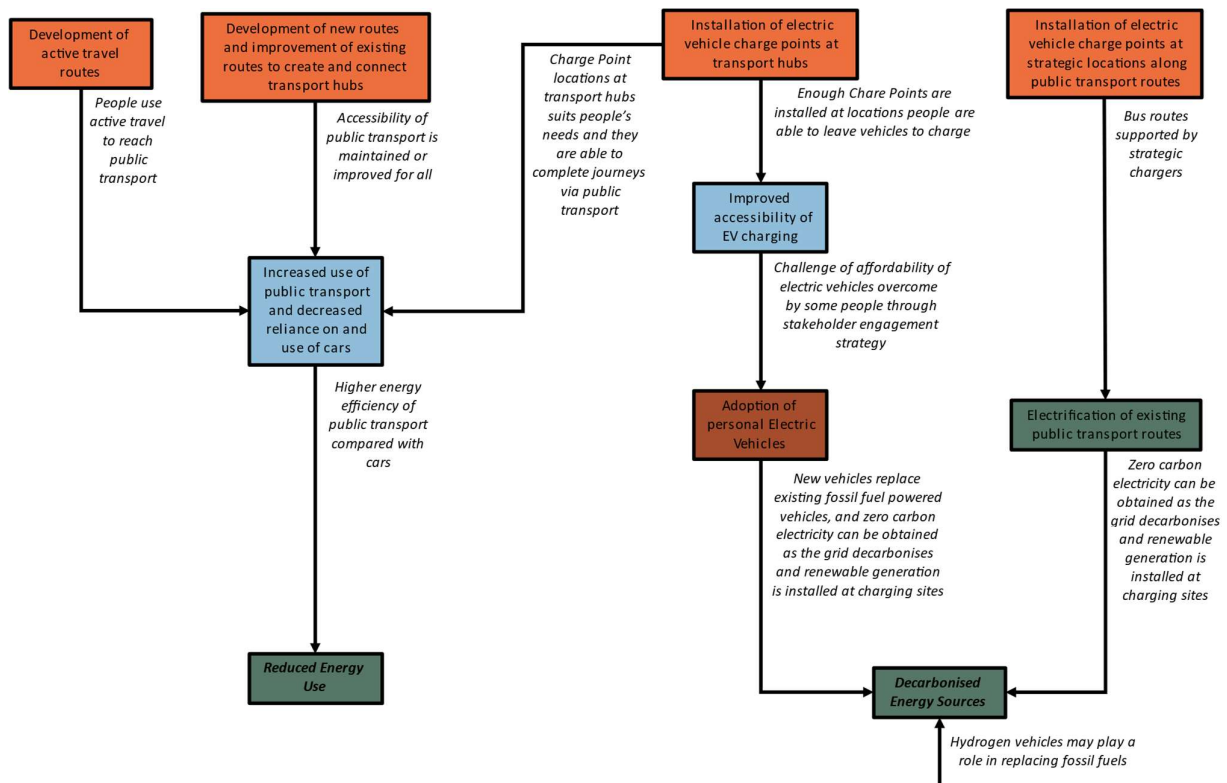 Development of
active travel
routes
Development of new routes
and improvement of existing
routes to create and connect
transport hubs
Installation of electric
vehicle charge points at
transport hubs
Installation of electric
vehicle charge points at
strategic locations along
public transport routes
People use
active travel
to reach
public
transport
Accessibility of
public transport is
maintained or
improved for all
Charge Point
locations at
transport hubs
suits people's
needs and they
are able to
complete journeys
via public
transport
Enough Chare Points are
installed at locations people are
able to leave vehicles to charge
Bus routes
supported by
strategic
chargers
Improved
accessibility of
EV charging
Increased use of
public transport
and decreased
reliance on and
use of cars
Challenge of affordability of
electric vehicles overcome
by some people through
stakeholder engagement
strategy
Higher energy
efficiency of
public transport
compared with
cars
Adoption of
personal Electric
Vehicles
Electrification of existing
public transport routes
New vehicles replace
existing fossil fuel powered
vehicles, and zero carbon
electricity can be obtained
as the grid decarbonises
and renewable generation
is installed at charging sites
Zero carbon
electricity can be
obtained as the
grid decarbonises
and renewable
generation is
installed at
charging sites
Reduced Energy
Use
Decarbonised
Energy Sources
Hydrogen vehicles may play a
role in replacing fossil fuels